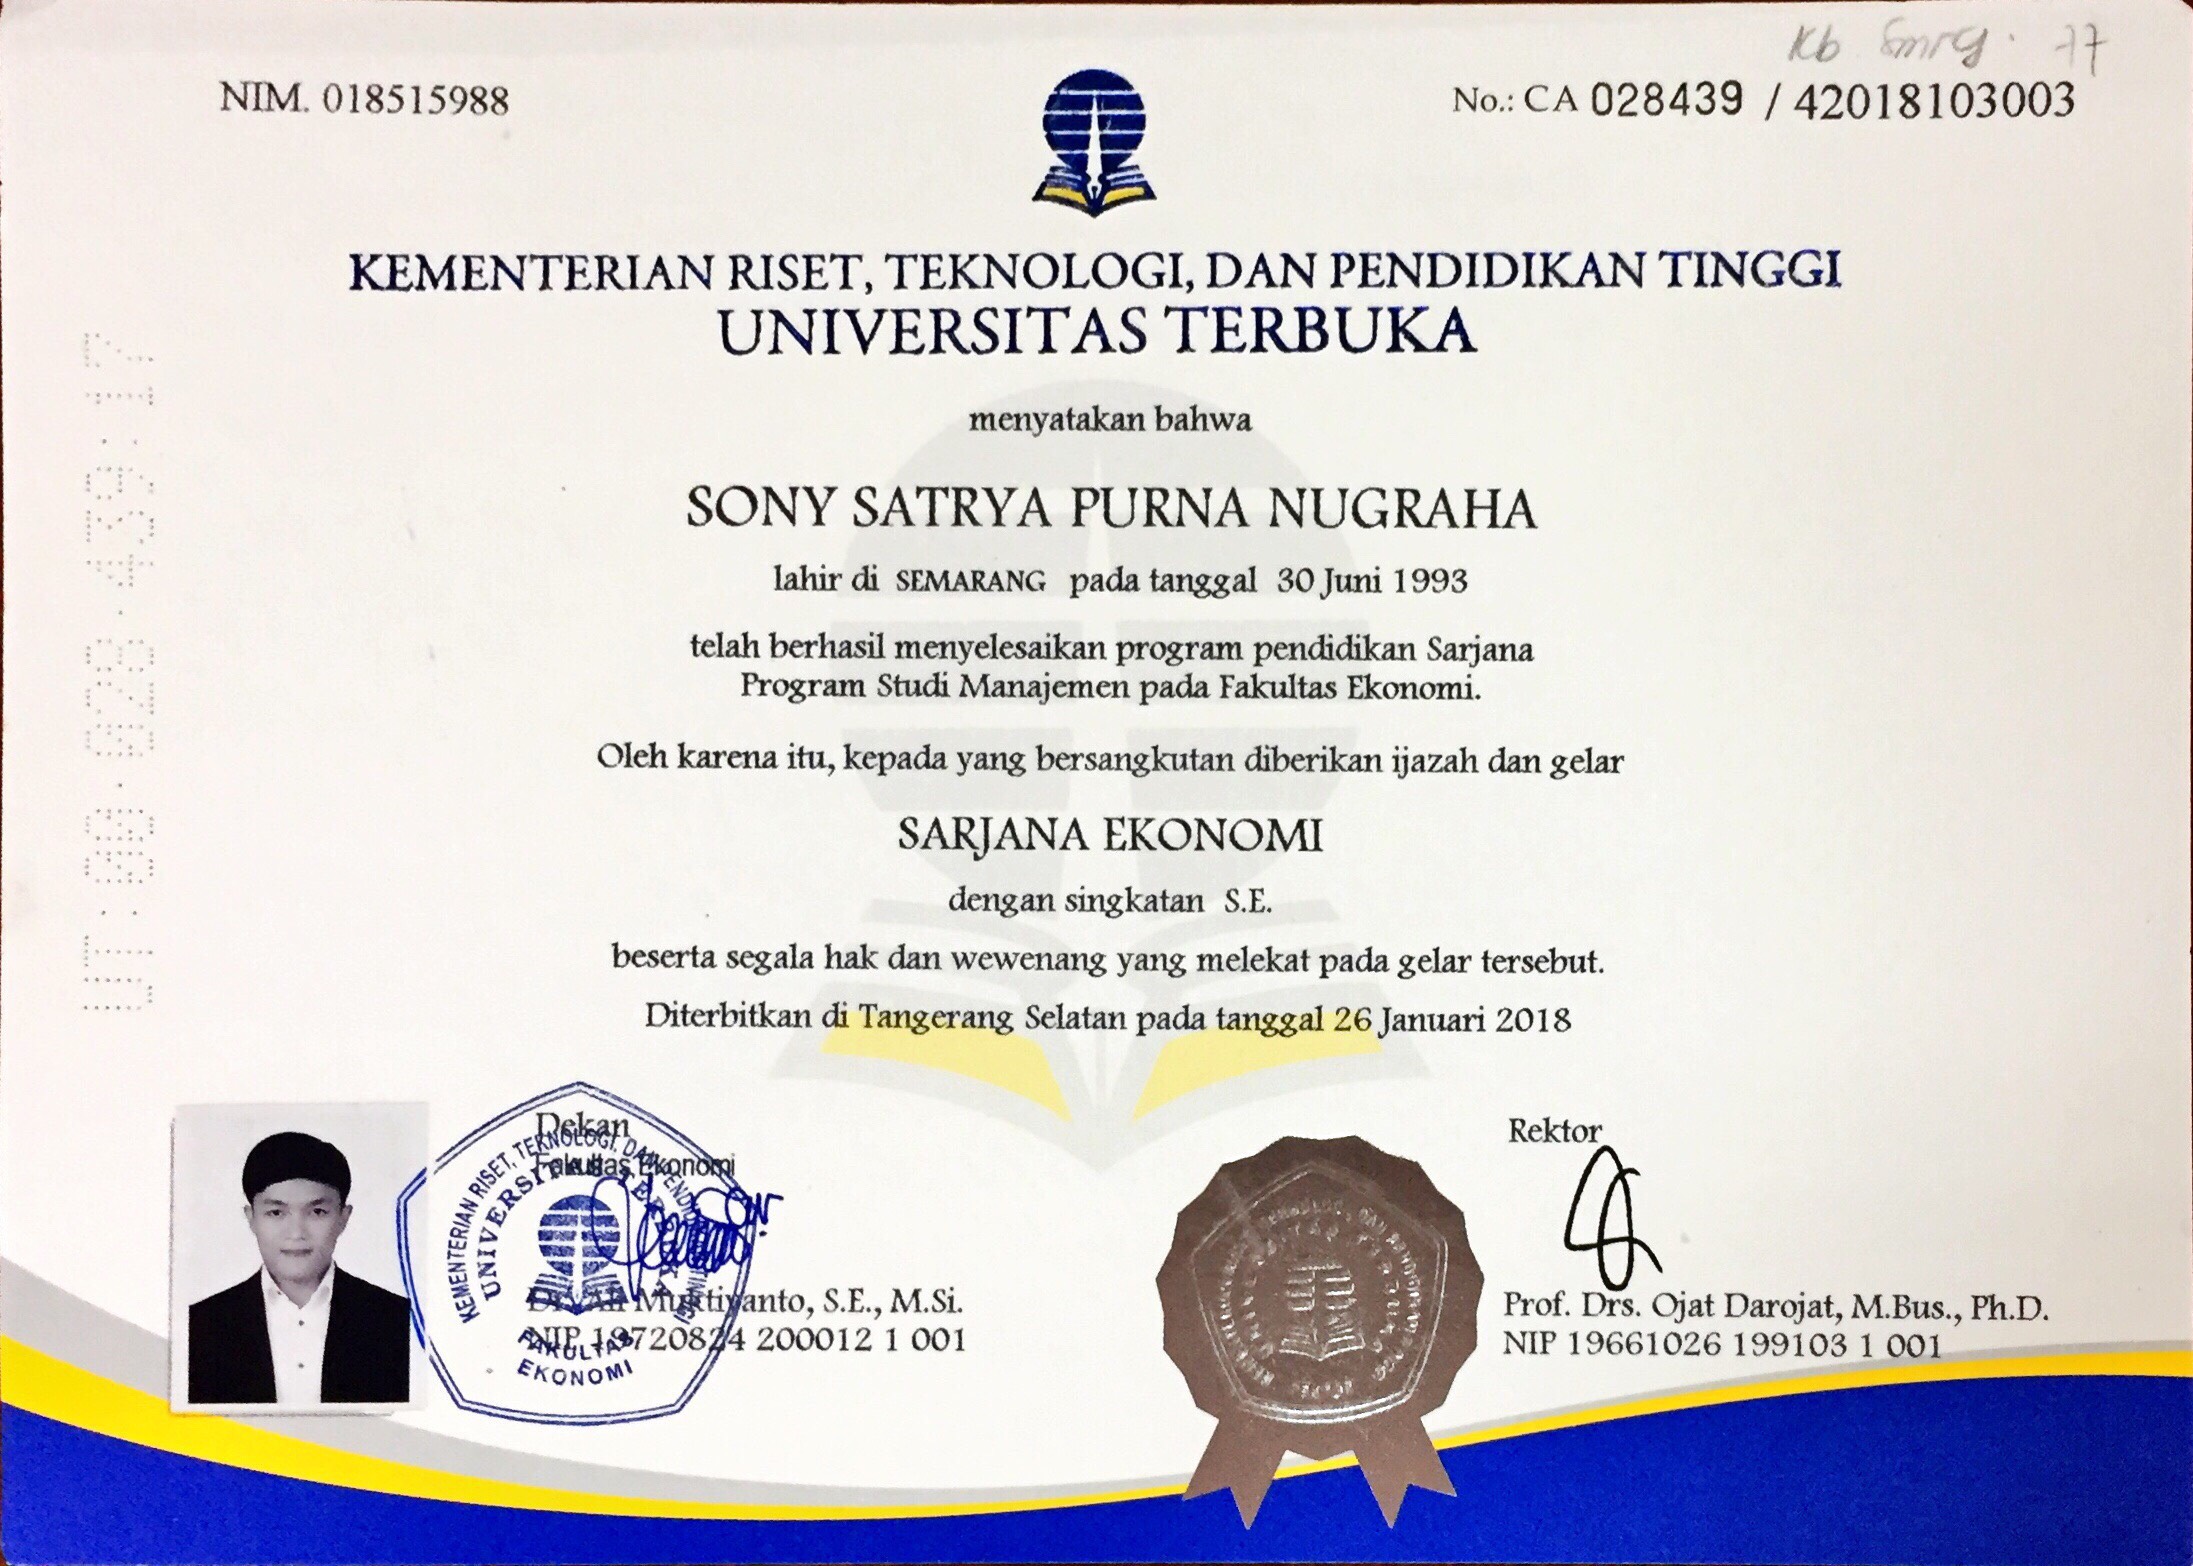 Kb Smrg. 77
NIM. 018515988
No.: CA 028439 / 42018103003
KEMENTERIAN RISET, TEKNOLOGI, DAN PENDIDIKAN TINGGI
UNIVERSITAS TERBUKA
menyatakan bahwa
SONY SATRYA PURNA NUGRAHA
lahir di SEMARANG pada tanggal 30 Juni 1993
telah berhasil menyelesaikan program pendidikan Sarjana
Program Studi Manajemen pada Fakultas Ekonomi.
Oleh karena itu, kepada yang bersangkutan diberikan ijazah dan gelar
SARJANA EKONOMI
dengan singkatan S.E.
beserta segala hak dan wewenang yang melekat pada gelar tersebut.
Diterbitkan di Tangerang Selatan pada tanggal 26 Januari 2018
Dekan
Fakultas Ekonomi
Dr. Ali Muktiyanto, S.E., M.Si.
NIP 19720824 200012 1 001
KEMENTERIAN RISET, TEKNOLOGI, DAN PENDIDIKAN TINGGI
UNIVERSITAS TERBUKA
FAKULTAS
EKONOMI
Rektor
Prof. Drs. Ojat Darojat, M.Bus., Ph.D.
NIP 19661026 199103 1 001